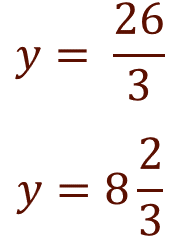 y = 26/3
y = 8 2/3